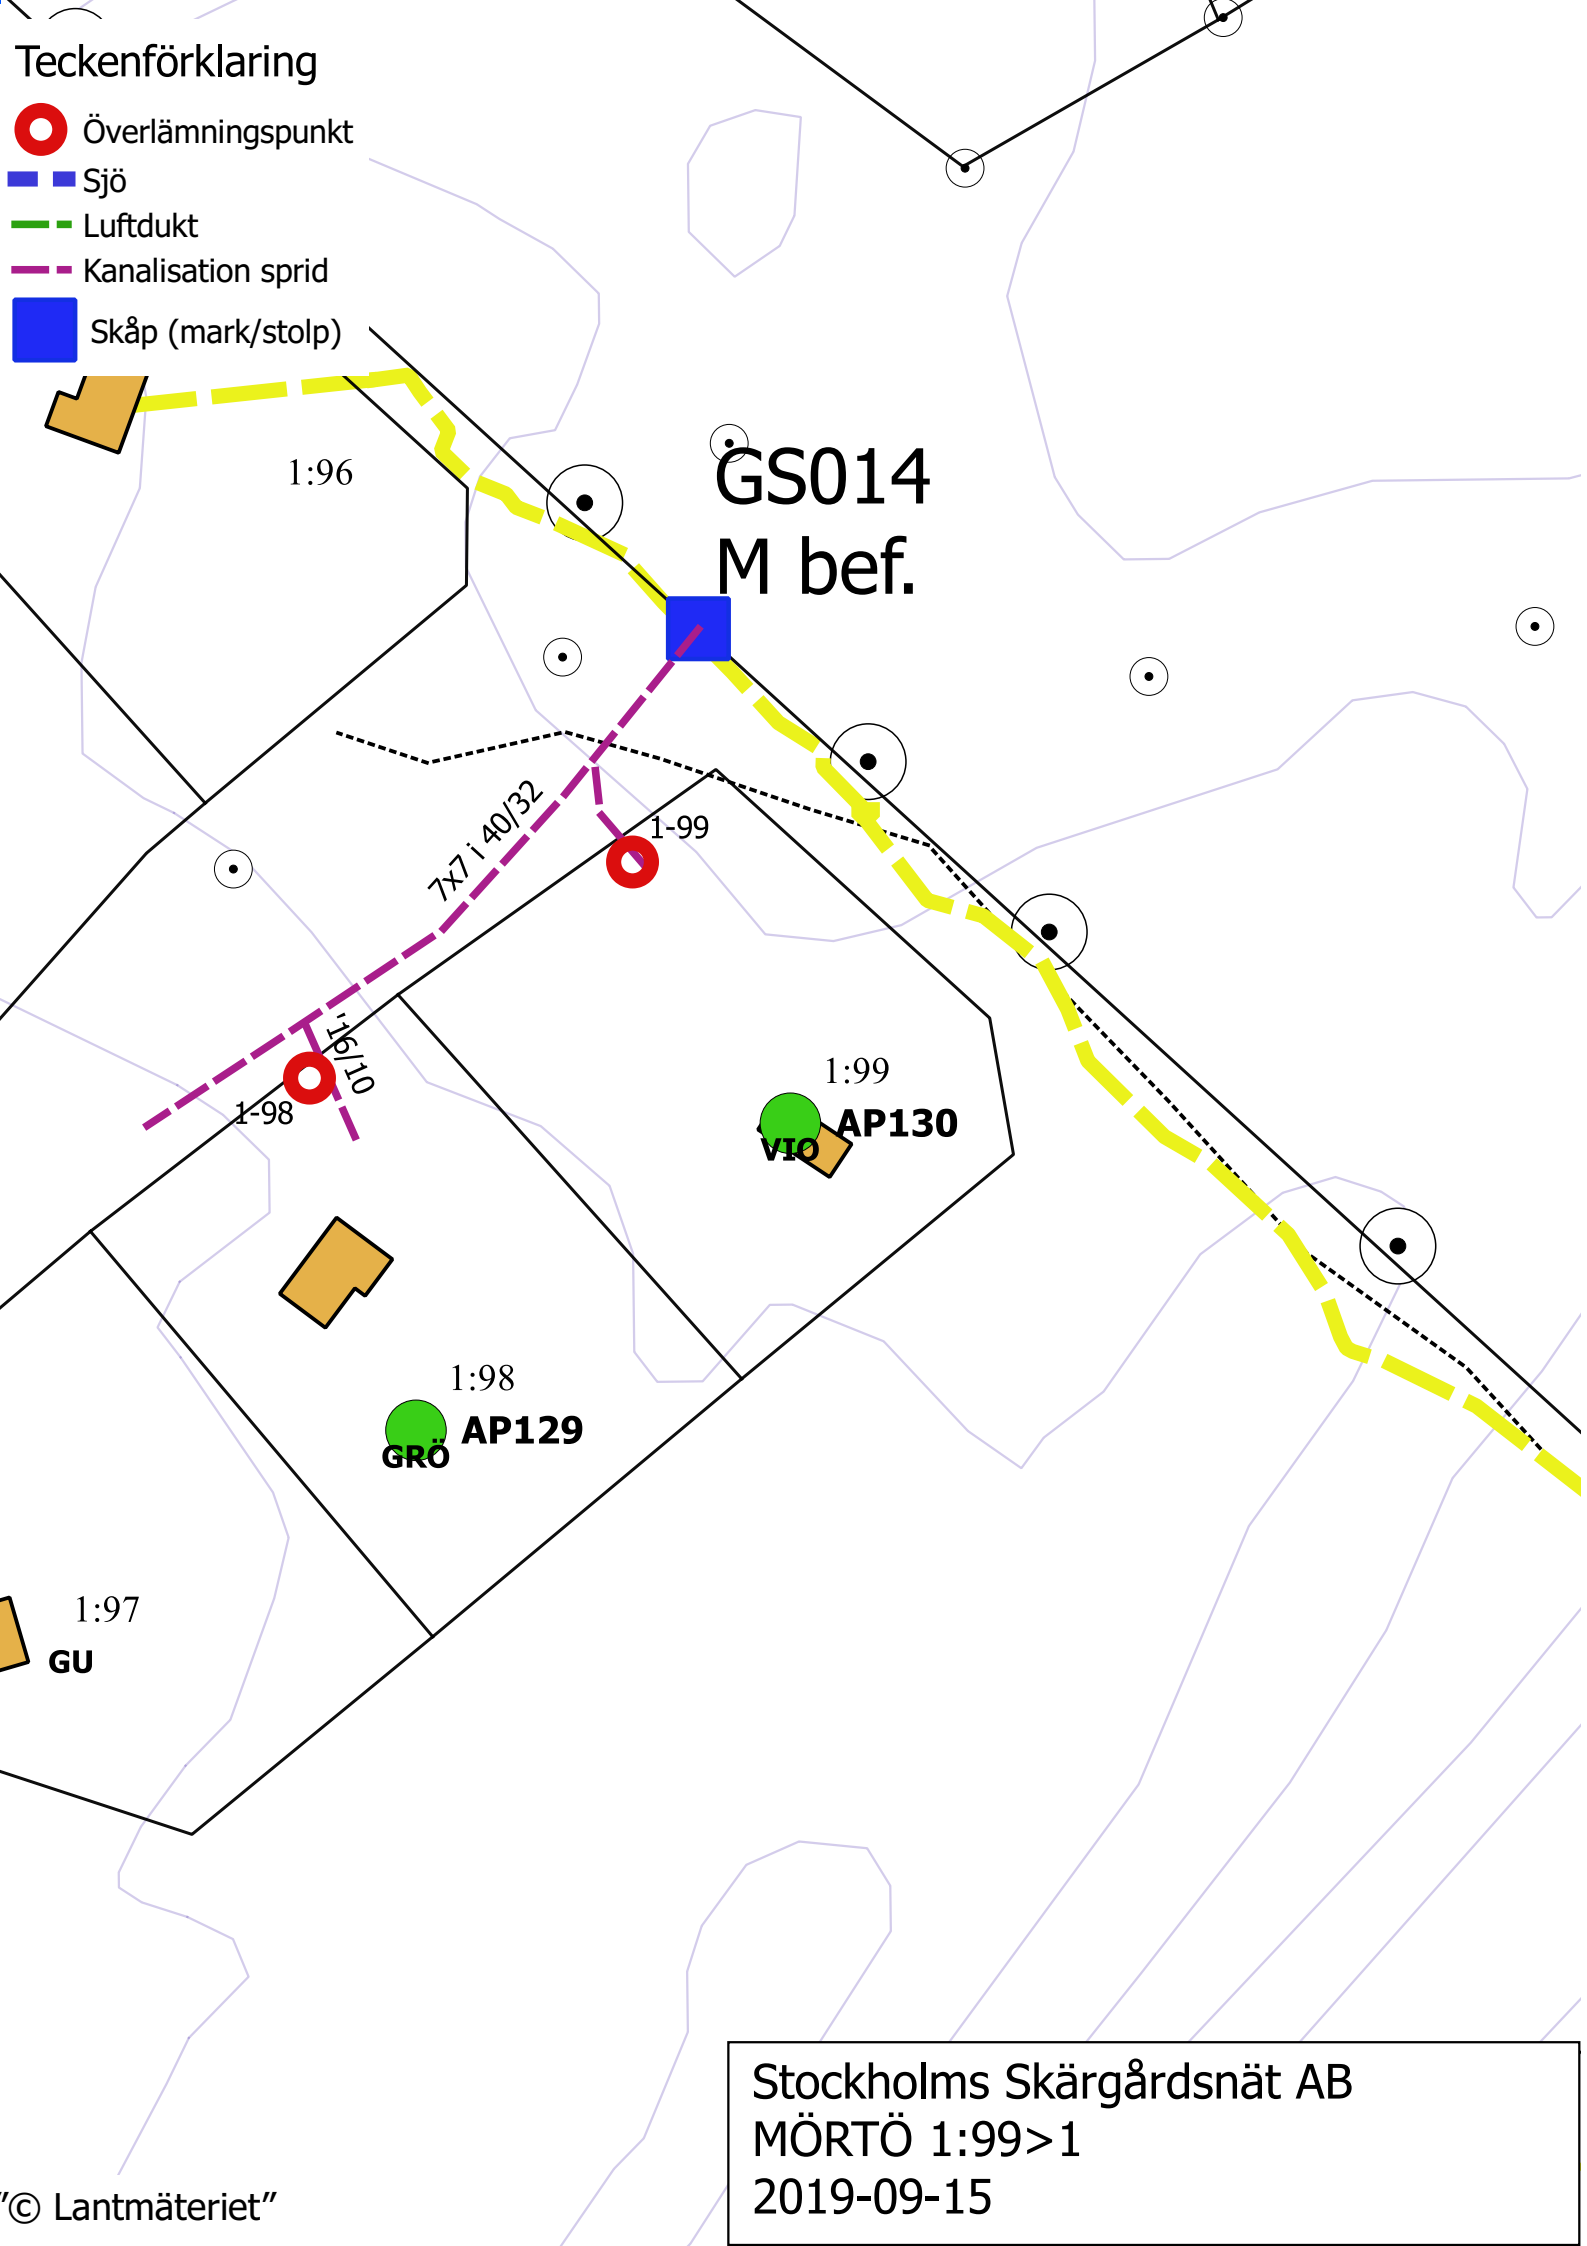 Teckenförklaring
Överlämningspunkt
Sjö
Luftdukt
Kanalisation sprid
Skåp (mark/stolp)
1:96
GS014
M bef.
7x7 i 40/32
1-99
'16/10
1-98
1:99
AP130
VIO
1:98
AP129
GRÖ
1:97
GU
Stockholms Skärgårdsnät AB
MÖRTÖ 1:99>1
2019-09-15
"© Lantmäteriet"